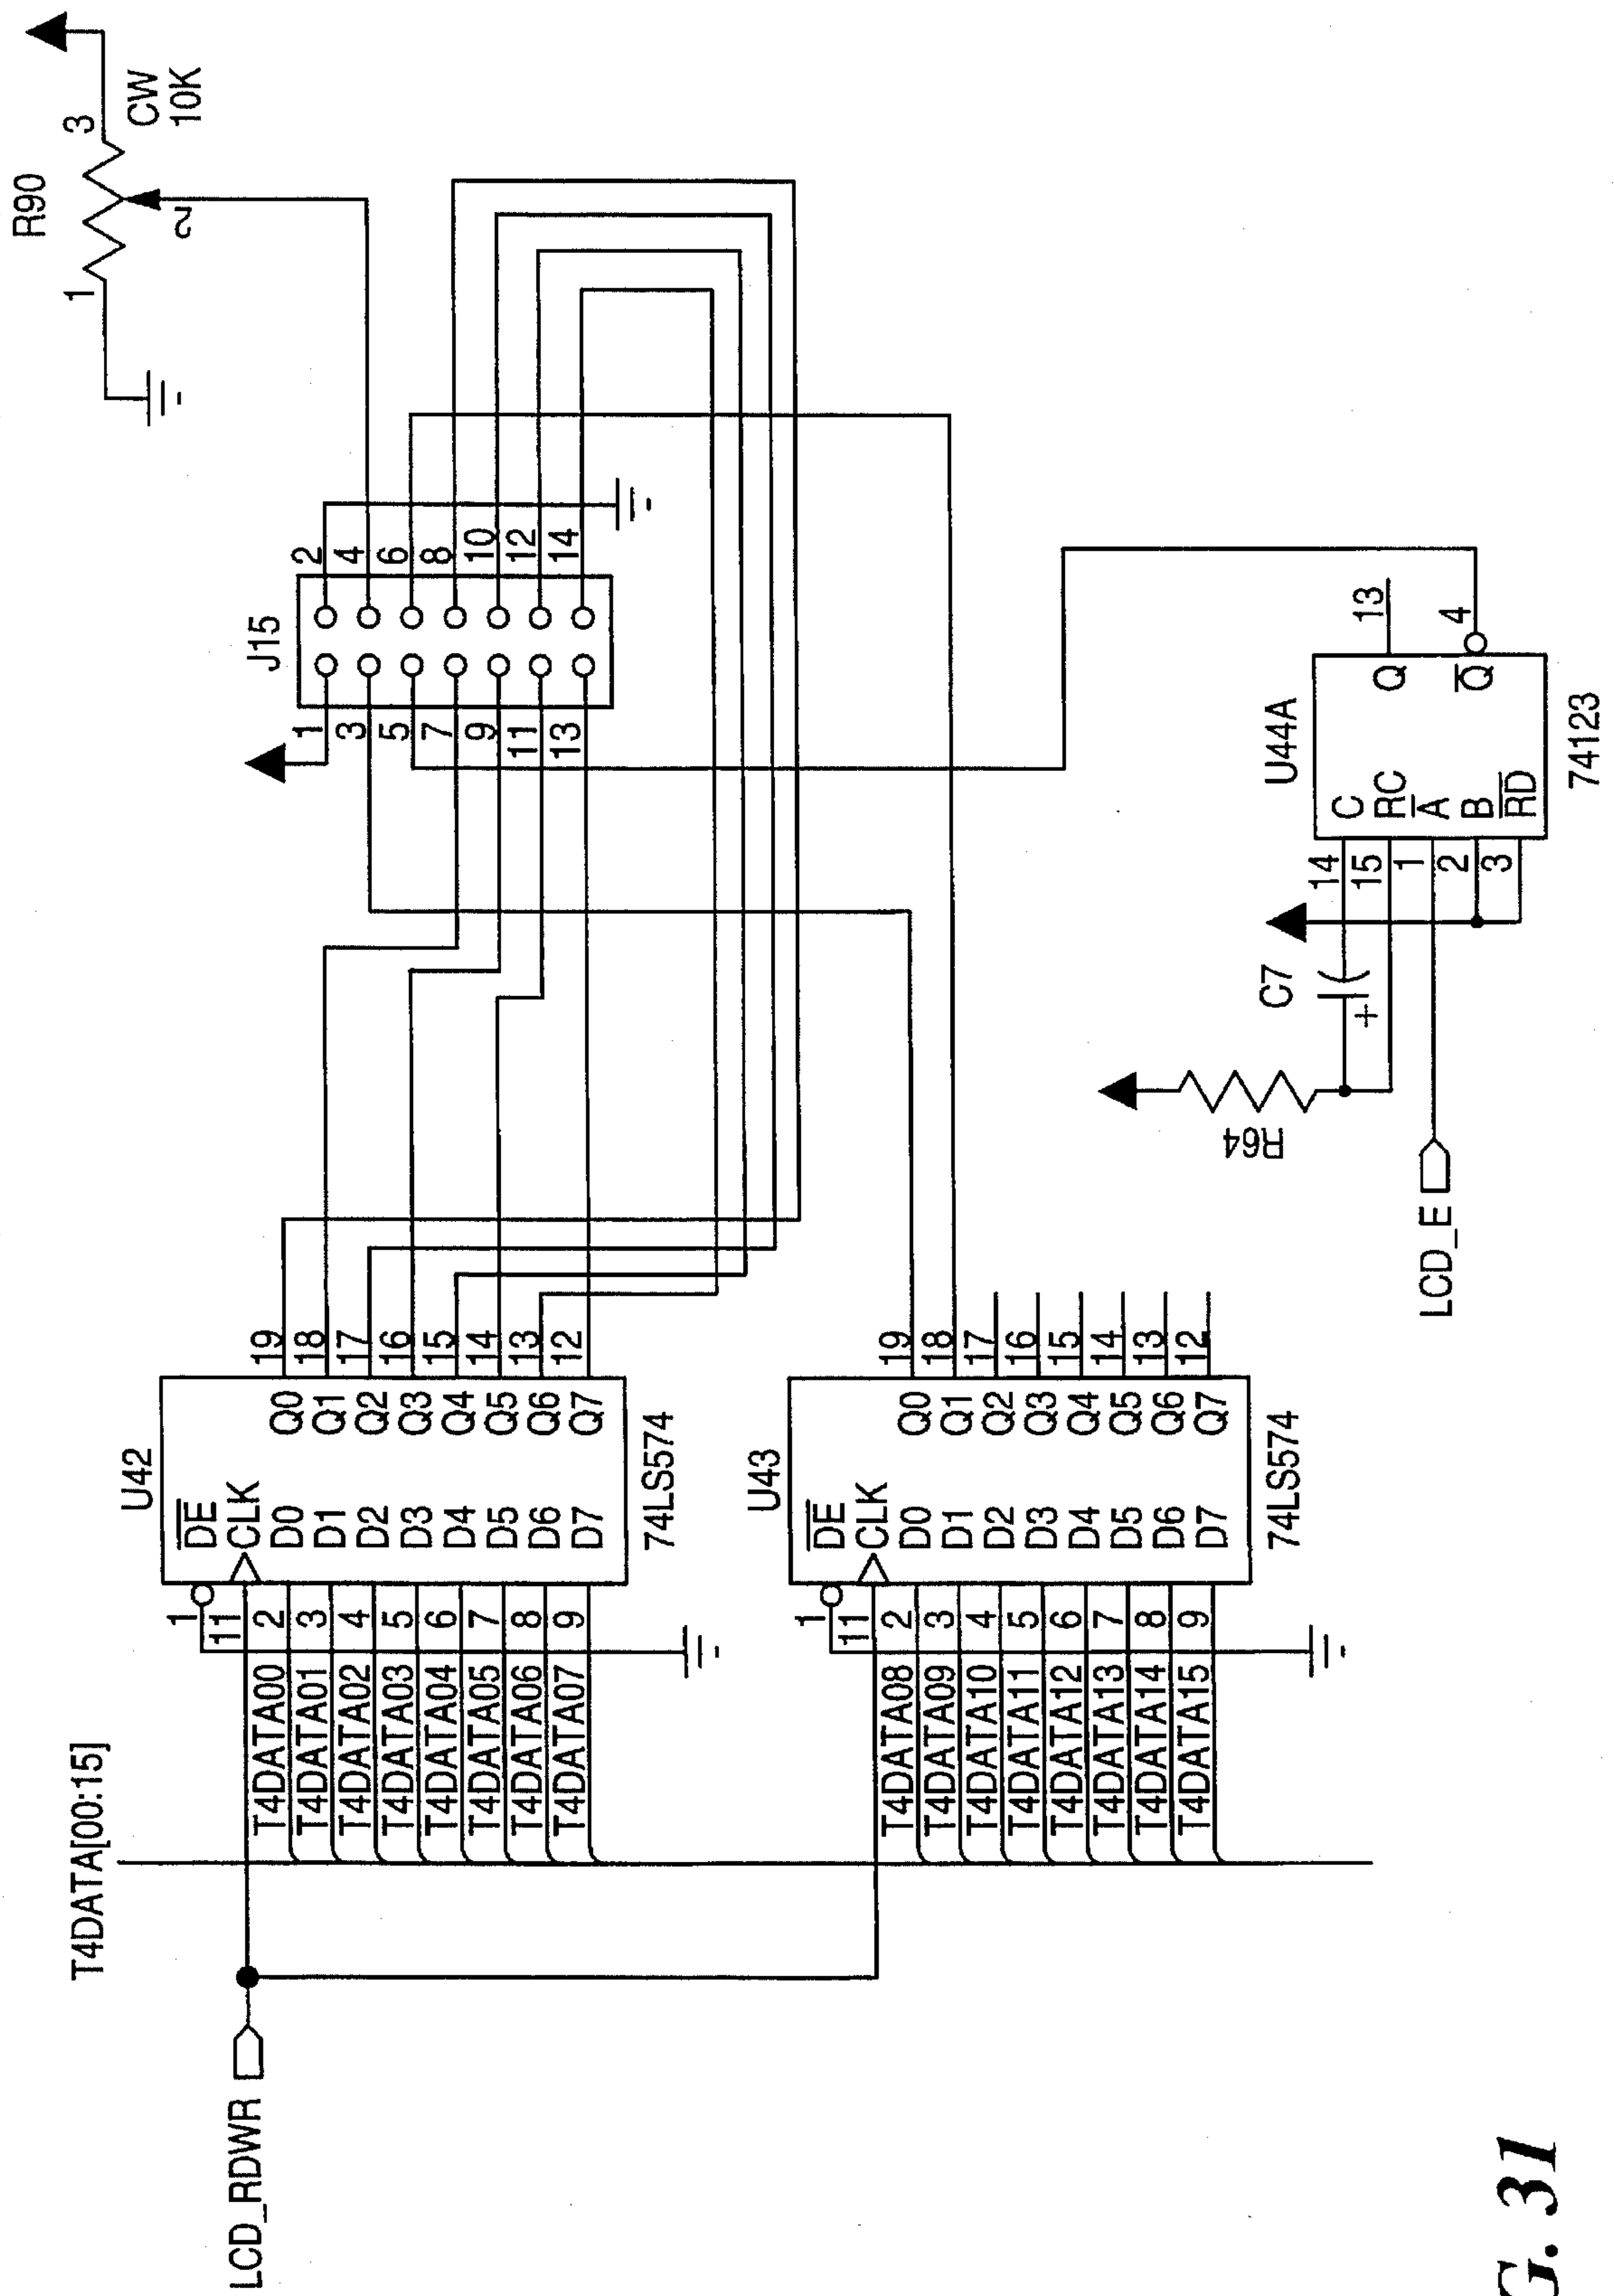 R90
1
3
2
CW
10K
J15
1
3
5
7
9
11
13
2
4
6
8
10
12
14
U42
DE
CLK
D0
D1
D2
D3
D4
D5
D6
D7
Q0
Q1
Q2
Q3
Q4
Q5
Q6
Q7
1
11
2
3
4
5
6
7
8
9
19
18
17
16
15
14
13
12
74LS574
T4DATA[00:15]
T4DATA00
T4DATA01
T4DATA02
T4DATA03
T4DATA04
T4DATA05
T4DATA06
T4DATA07
LCD_RDWR
U43
DE
CLK
D0
D1
D2
D3
D4
D5
D6
D7
Q0
Q1
Q2
Q3
Q4
Q5
Q6
Q7
1
11
2
3
4
5
6
7
8
9
19
18
17
16
15
14
13
12
74LS574
T4DATA08
T4DATA09
T4DATA10
T4DATA11
T4DATA12
T4DATA13
T4DATA14
T4DATA15
U44A
C
RC
A
B
RD
Q
Q
14
15
1
2
3
13
4
74123
C7
+
R64
LCD_E
G. 31